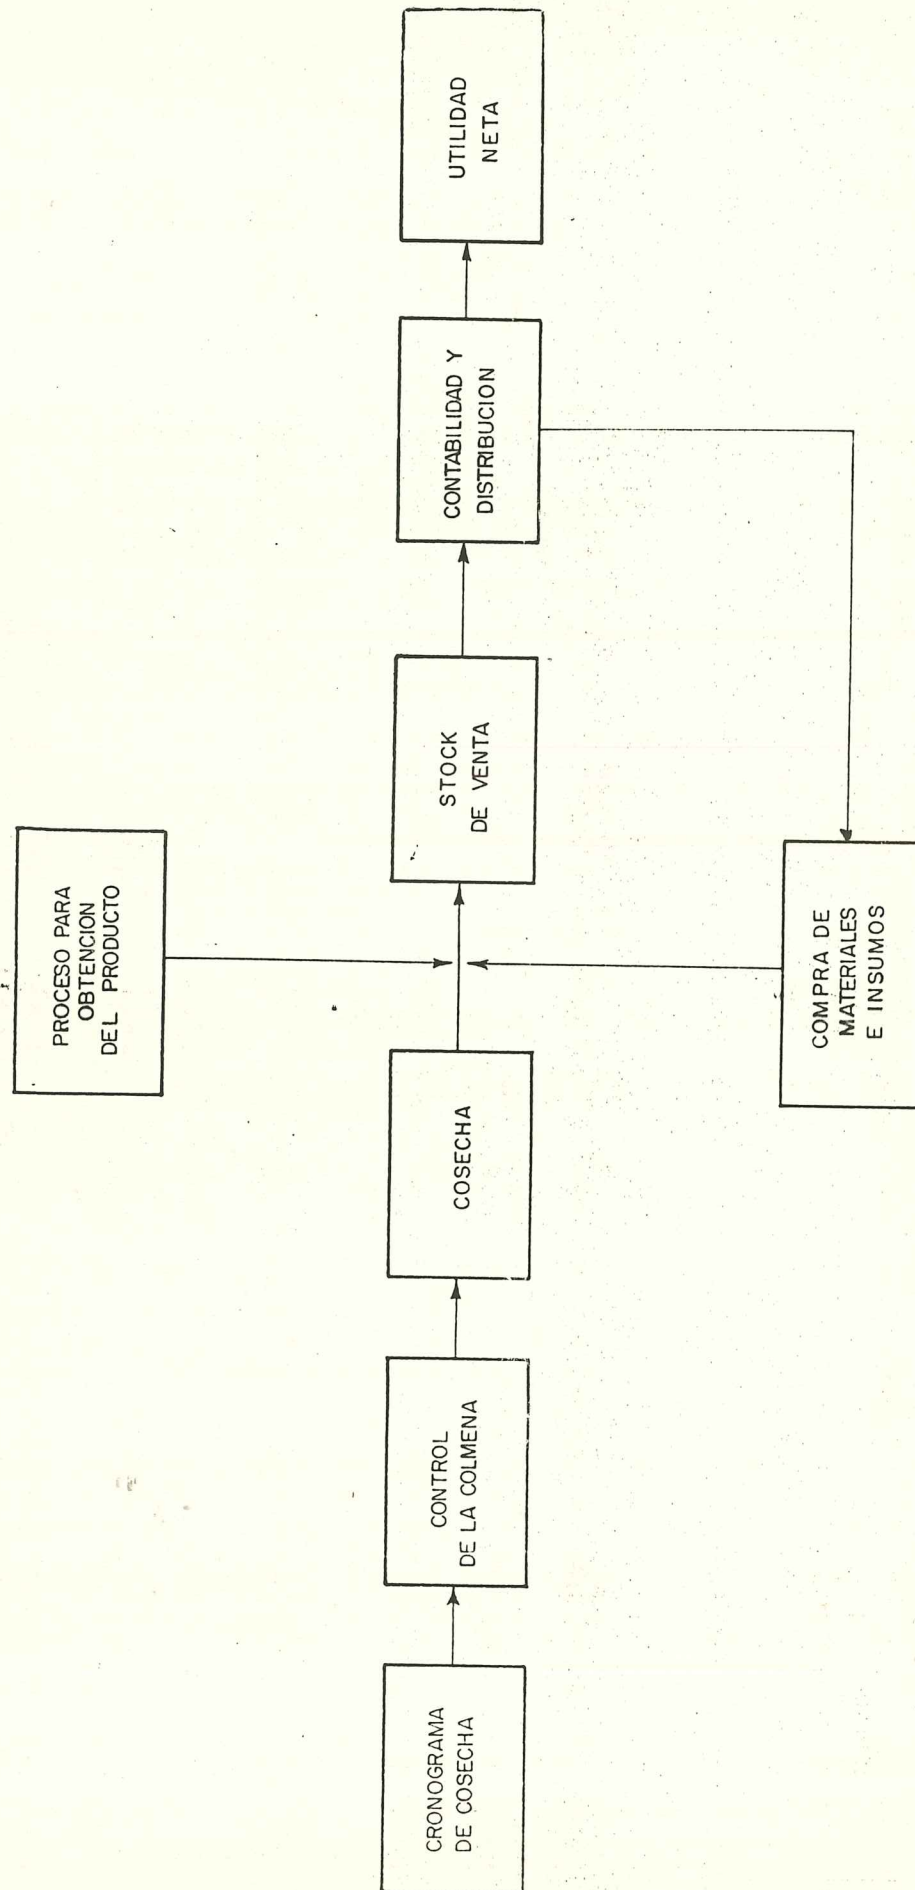 PROCESO PARA
OBTENCION
DEL PRODUCTO
CRONOGRAMA
DE COSECHA
CONTROL
DE LA COLMENA
COSECHA
STOCK
DE VENTA
CONTABILIDAD Y
DISTRIBUCION
UTILIDAD
NETA
COMPRA DE
MATERIALES
E INSUMOS